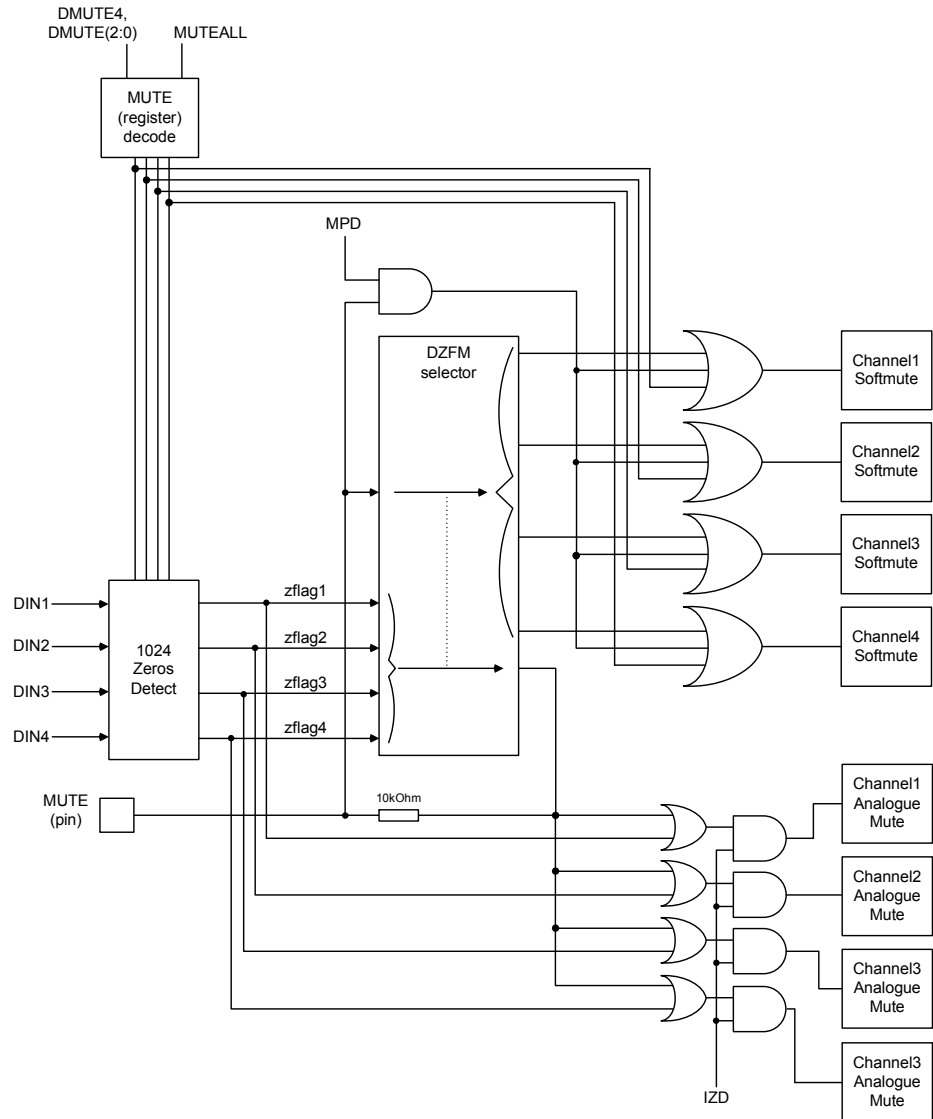 DMUTE4,
DMUTE(2:0)
MUTEALL
MUTE
(register)
decode
MPD
DZFM
selector
Channel1
Softmute
Channel2
Softmute
Channel3
Softmute
Channel4
Softmute
DIN1
DIN2
DIN3
DIN4
1024
Zeros
Detect
zflag1
zflag2
zflag3
zflag4
MUTE
(pin)
10kOhm
Channel1
Analogue
Mute
Channel2
Analogue
Mute
Channel3
Analogue
Mute
Channel3
Analogue
Mute
IZD